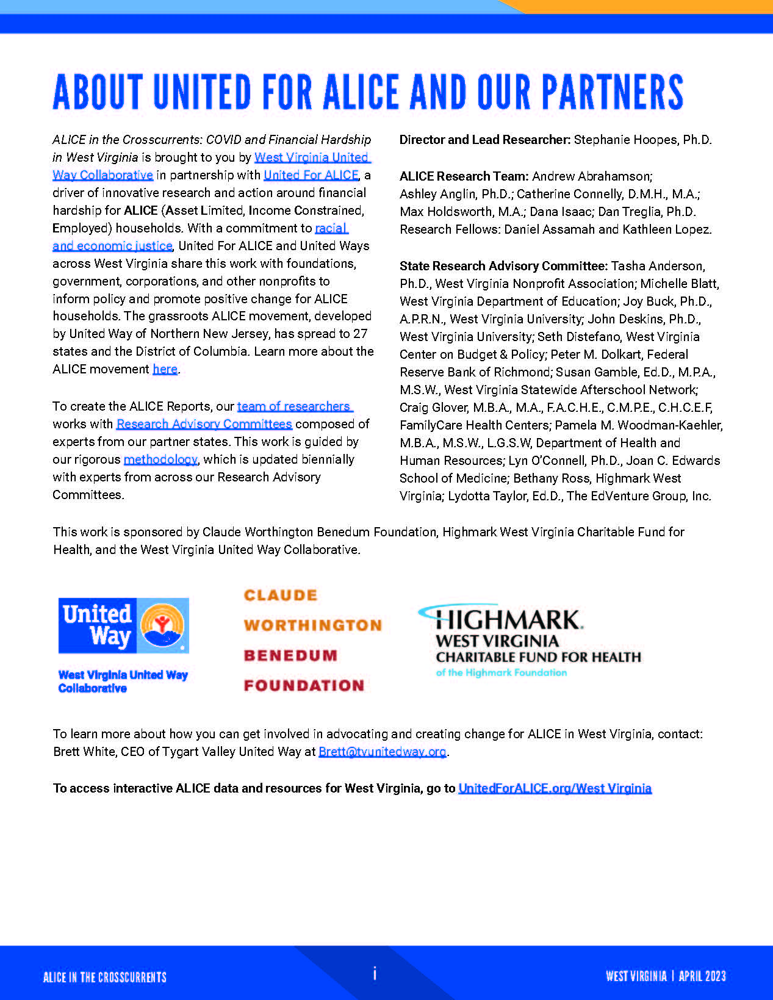 ABOUT UNITED FOR ALICE AND OUR PARTNERS
ALICE in the Crosscurrents: COVID and Financial Hardship
in West Virginia is brought to you by West Virginia United
Way Collaborative in partnership with United For ALICE, a
driver of innovative research and action around financial
hardship for ALICE (Asset Limited, Income Constrained,
Employed) households. With a commitment to racial
and economic justice, United For ALICE and United Ways
across West Virginia share this work with foundations,
government, corporations, and other nonprofits to
inform policy and promote positive change for ALICE
households. The grassroots ALICE movement, developed
by United Way of Northern New Jersey, has spread to 27
states and the District of Columbia. Learn more about the
ALICE movement here.
To create the ALICE Reports, our team of researchers
works with Research Advisory Committees composed of
experts from our partner states. This work is guided by
our rigorous methodology, which is updated biennially
with experts from across our Research Advisory
Committees.
Director and Lead Researcher: Stephanie Hoopes, Ph.D.
ALICE Research Team: Andrew Abrahamson;
Ashley Anglin, Ph.D.; Catherine Connelly, D.M.H., M.A.;
Max Holdsworth, M.A.; Dana Isaac; Dan Treglia, Ph.D.
Research Fellows: Daniel Assamah and Kathleen Lopez.
State Research Advisory Committee: Tasha Anderson,
Ph.D., West Virginia Nonprofit Association; Michelle Blatt,
West Virginia Department of Education; Joy Buck, Ph.D.,
A.P.R.N., West Virginia University; John Deskins, Ph.D.,
West Virginia University; Seth Distefano, West Virginia
Center on Budget & Policy; Peter M. Dolkart, Federal
Reserve Bank of Richmond; Susan Gamble, Ed.D., M.P.A.,
M.S.W., West Virginia Statewide Afterschool Network;
Craig Glover, M.B.A., M.A., F.A.C.H.E., C.M.P.E., C.H.C.E.F,
FamilyCare Health Centers; Pamela M. Woodman-Kaehler,
M.B.A., M.S.W., L.G.S.W, Department of Health and
Human Resources; Lyn O’Connell, Ph.D., Joan C. Edwards
School of Medicine; Bethany Ross, Highmark West
Virginia; Lydotta Taylor, Ed.D., The EdVenture Group, Inc.
This work is sponsored by Claude Worthington Benedum Foundation, Highmark West Virginia Charitable Fund for
Health, and the West Virginia United Way Collaborative.
United
Way
West Virginia United Way
Collaborative
CLAUDE
WORTHINGTON
BENEDUM
FOUNDATION
HIGHMARK.
WEST VIRGINIA
CHARITABLE FUND FOR HEALTH
of the Highmark Foundation
To learn more about how you can get involved in advocating and creating change for ALICE in West Virginia, contact:
Brett White, CEO of Tygart Valley United Way at Brett@tvunitedway.org.
To access interactive ALICE data and resources for West Virginia, go to UnitedForALICE.org/West Virginia
ALICE IN THE CROSSCURRENTS
i
WEST VIRGINIA | APRIL 2023